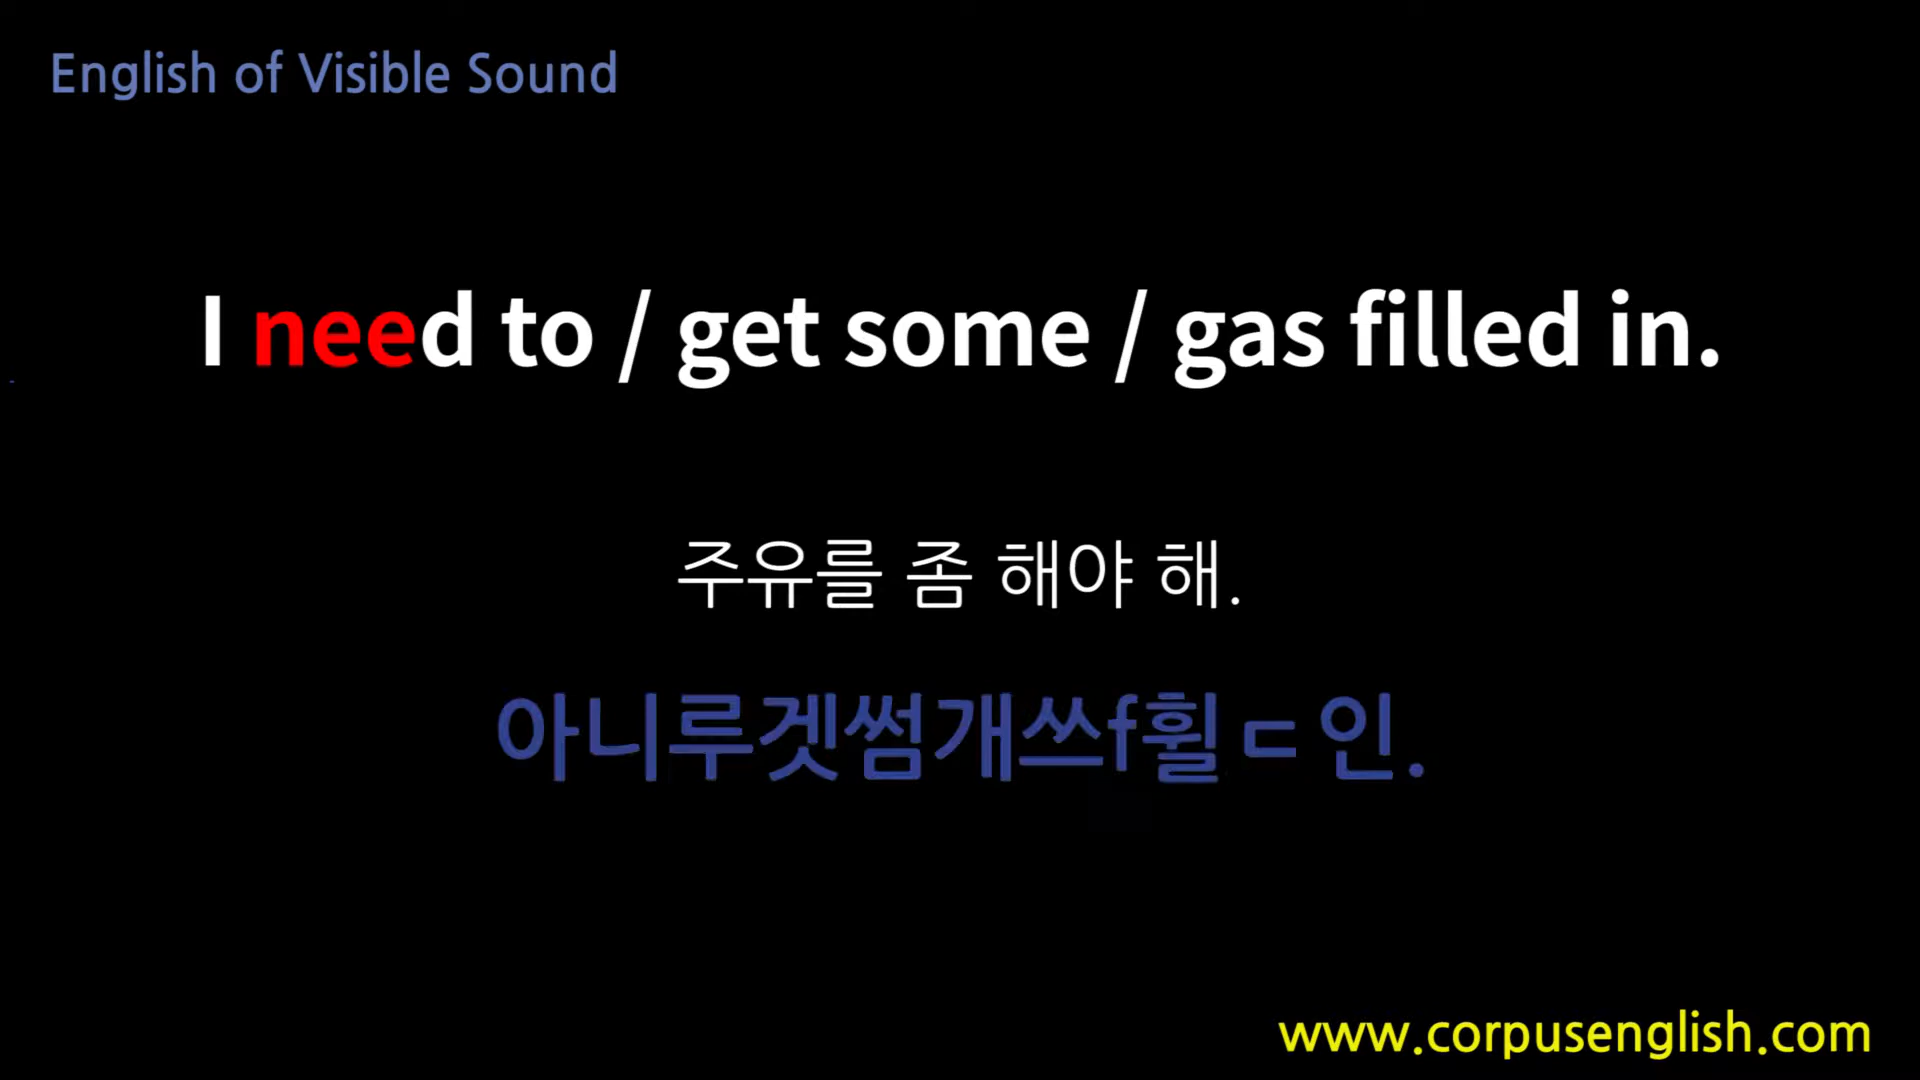 English of Visible Sound
I need to / get some / gas filled in.
주유를 좀 해야 해.
아니루겟썸개쓰f휠ㄷ인.
www.corpusenglish.com